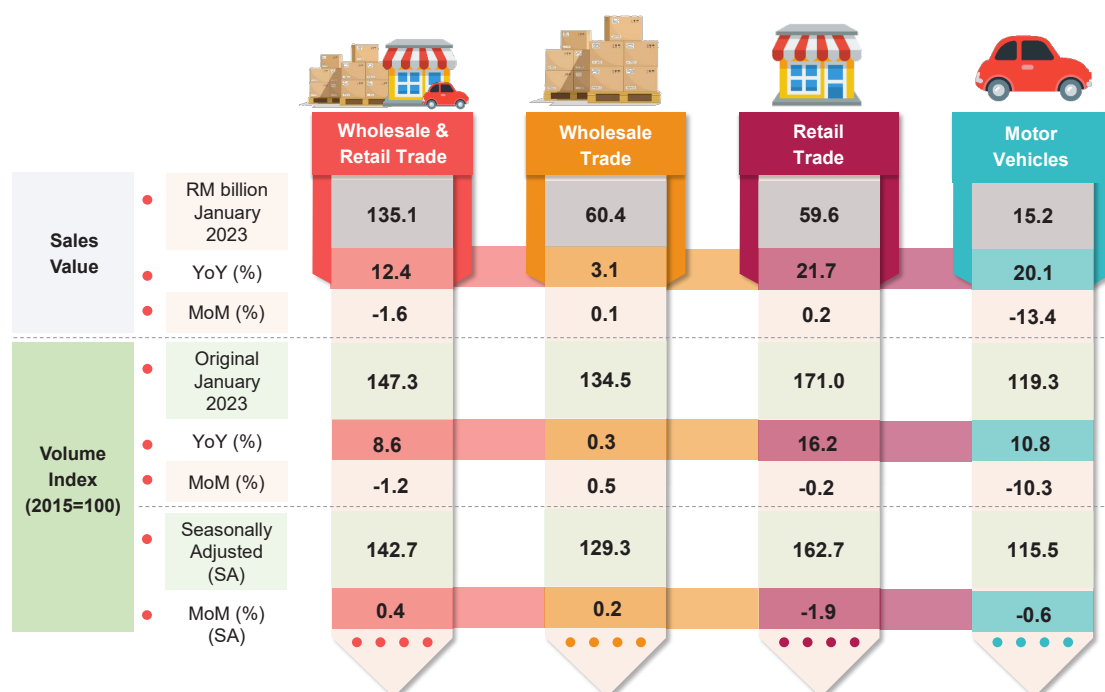 Wholesale &
Retail Trade
Wholesale
Trade
Retail
Trade
Motor
Vehicles
Sales
Value
RM billion
January
2023
135.1
60.4
59.6
15.2
YoY (%)
12.4
3.1
21.7
20.1
MoM (%)
-1.6
0.1
0.2
-13.4
Volume
Index
(2015=100)
Original
January
2023
147.3
134.5
171.0
119.3
YoY (%)
8.6
0.3
16.2
10.8
MoM (%)
-1.2
0.5
-0.2
-10.3
Seasonally
Adjusted
(SA)
142.7
129.3
162.7
115.5
MoM (%)
(SA)
0.4
0.2
-1.9
-0.6